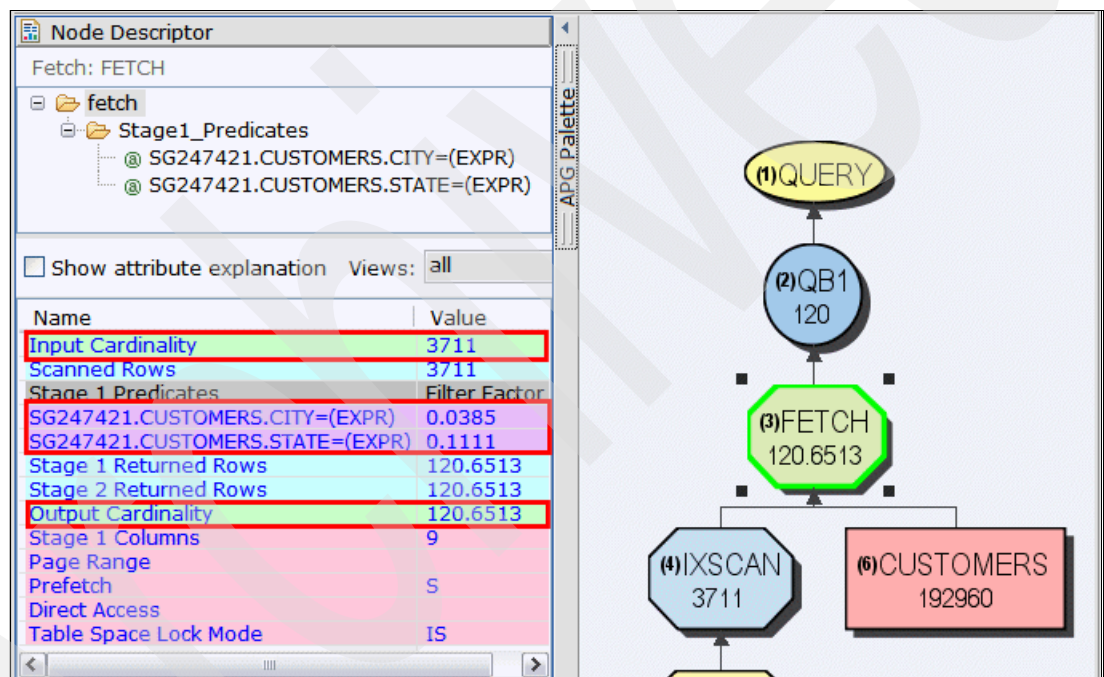 Node Descriptor
Fetch: FETCH
fetch
Stage1_Predicates
SG247421.CUSTOMERS.CITY=(EXPR)
SG247421.CUSTOMERS.STATE=(EXPR)
Show attribute explanation Views: all
Name Value
Input Cardinality 3711
Scanned Rows 3711
Stage 1 Predicates Filter Factor
SG247421.CUSTOMERS.CITY=(EXPR) 0.0385
SG247421.CUSTOMERS.STATE=(EXPR) 0.1111
Stage 1 Returned Rows 120.6513
Stage 2 Returned Rows 120.6513
Output Cardinality 120.6513
Stage 1 Columns 9
Page Range
Prefetch S
Direct Access
Table Space Lock Mode IS
APG Palette
(1)QUERY
(2)QB1
120
(3)FETCH
120.6513
(4)IXSCAN
3711
(6)CUSTOMERS
192960